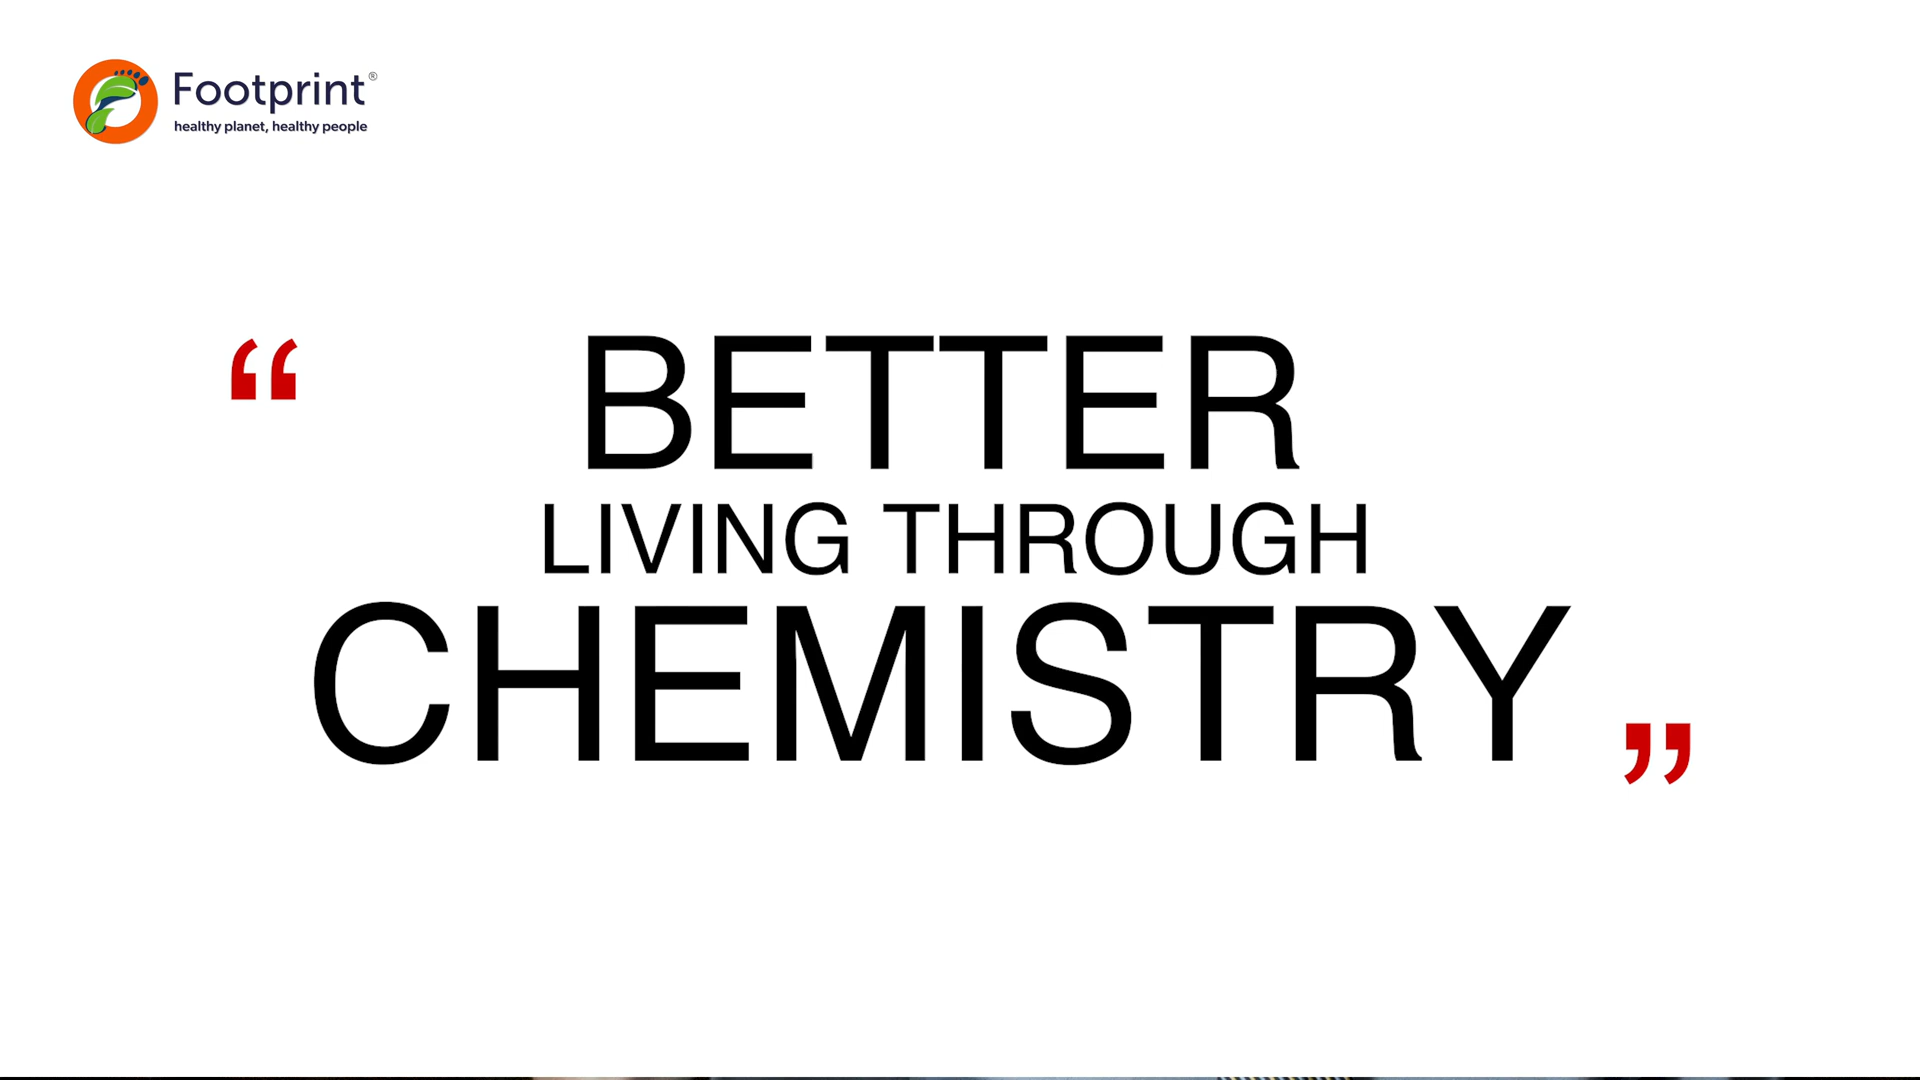 Footprint®
healthy planet, healthy people
“ BETTER
LIVING THROUGH
CHEMISTRY ”